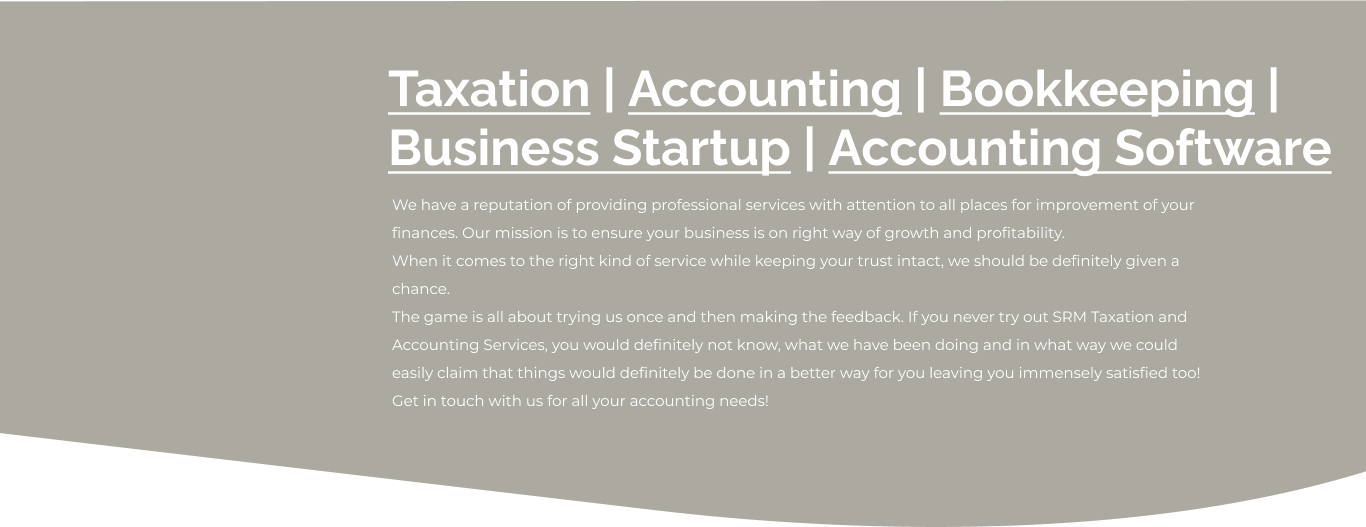 Taxation | Accounting | Bookkeeping |
Business Startup | Accounting Software
We have a reputation of providing professional services with attention to all places for improvement of your
finances. Our mission is to ensure your business is on right way of growth and profitability.
When it comes to the right kind of service while keeping your trust intact, we should be definitely given a
chance.
The game is all about trying us once and then making the feedback. If you never try out SRM Taxation and
Accounting Services, you would definitely not know, what we have been doing and in what way we could
easily claim that things would definitely be done in a better way for you leaving you immensely satisfied too!
Get in touch with us for all your accounting needs!